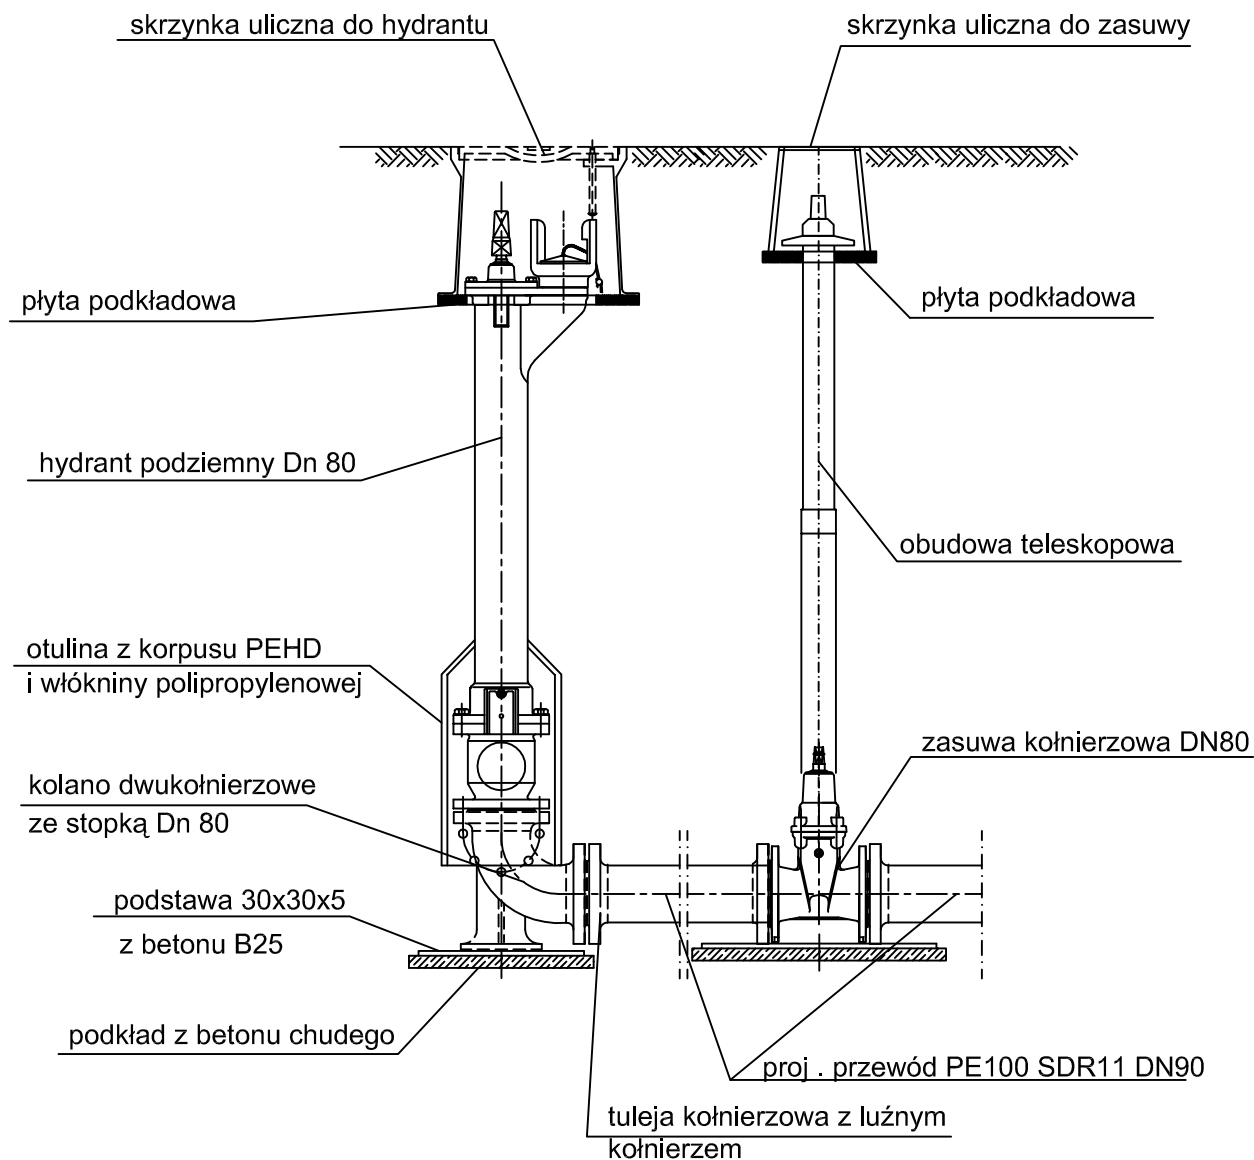 skrzynka uliczna do hydrantu
skrzynka uliczna do zasuwy
płyta podkładowa
płyta podkładowa
hydrant podziemny Dn 80
obudowa teleskopowa
otulina z korpusu PEHD
i włókniny polipropylenowej
zasuwa kołnierzowa DN80
kolano dwukołnierzowe
ze stopką Dn 80
podstawa 30x30x5
z betonu B25
podkład z betonu chudego
proj . przewód PE100 SDR11 DN90
tuleja kołnierzowa z luźnym
kołnierzem